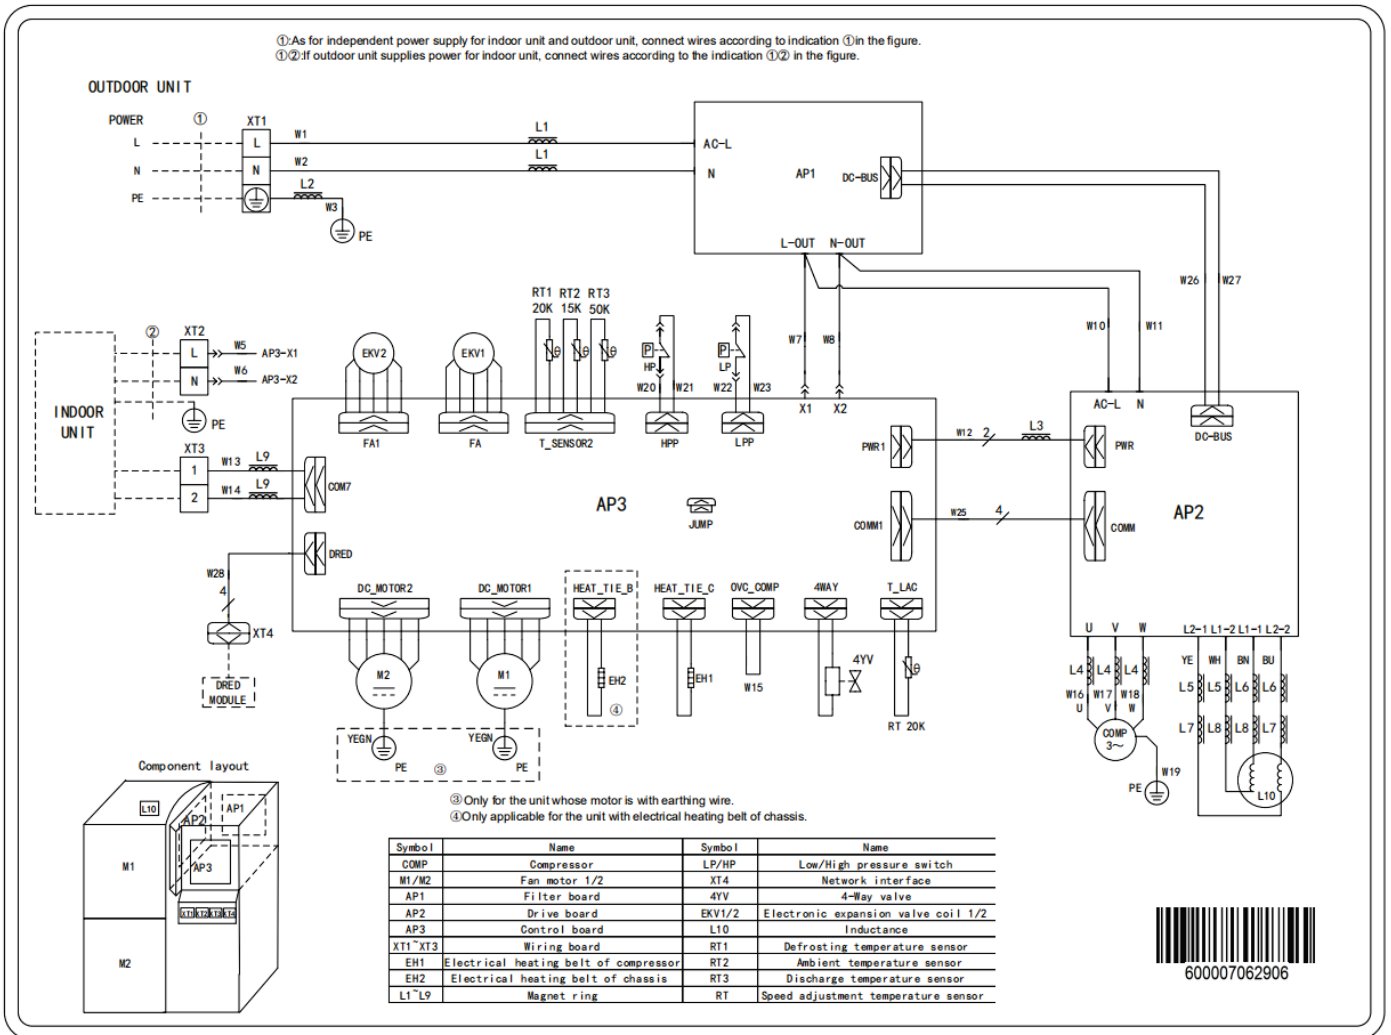 ①:As for independent power supply for indoor unit and outdoor unit, connect wires according to indication ①in the figure.
①②:If outdoor unit supplies power for indoor unit, connect wires according to the indication ①② in the figure.
OUTDOOR UNIT
POWER ① XT1
L L W1 L1 AC-L
N N W2 L1 N AP1 DC-BUS
PE L2 W3 PE
L-OUT N-OUT
W26 W27
RT1 RT2 RT3
20K 15K 50K
W7 W8 W10 W11
② XT2
L W5 AP3-X1
N W6 AP3-X2
PE
INDOOR
UNIT
EKV2 EKV1 θ θ θ
P HP P LP
W20 W21 W22 W23
X1 X2 AC-L N
FA1 FA T_SENSOR2 HPP LPP
DC-BUS
XT3
1 W13 L9
2 W14 L9
COM7
PWR1 W12 2 L3 PWR
AP3 JUMP
COMM1 W25 4 COMM AP2
DRED
W28
4
XT4
DRED
MODULE
DC_MOTOR2 DC_MOTOR1 HEAT_TIE_B HEAT_TIE_C OVC_COMP 4WAY T_LAC
U V W L2-1 L1-2 L1-1 L2-2
YE WH BN BU
M2 M1 EH2 EH1 W15 4YV θ
④
RT 20K
L4 L4 L4 L5 L5 L6 L6
W16 W17 W18
U V W L7 L8 L8 L7
YEGN PE ③ YEGN PE
COMP
3~
W19
PE
L10
Component layout
L10 AP1
AP2
M1 AP3
XT1 XT2 XT3 XT4
M2
③Only for the unit whose motor is with earthing wire.
④Only applicable for the unit with electrical heating belt of chassis.
Symbol Name Symbol Name
COMP Compressor LP/HP Low/High pressure switch
M1/M2 Fan motor 1/2 XT4 Network interface
AP1 Filter board 4YV 4-Way valve
AP2 Drive board EKV1/2 Electronic expansion valve coil 1/2
AP3 Control board L10 Inductance
XT1~XT3 Wiring board RT1 Defrosting temperature sensor
EH1 Electrical heating belt of compressor RT2 Ambient temperature sensor
EH2 Electrical heating belt of chassis RT3 Discharge temperature sensor
L1~L9 Magnet ring RT Speed adjustment temperature sensor
600007062906